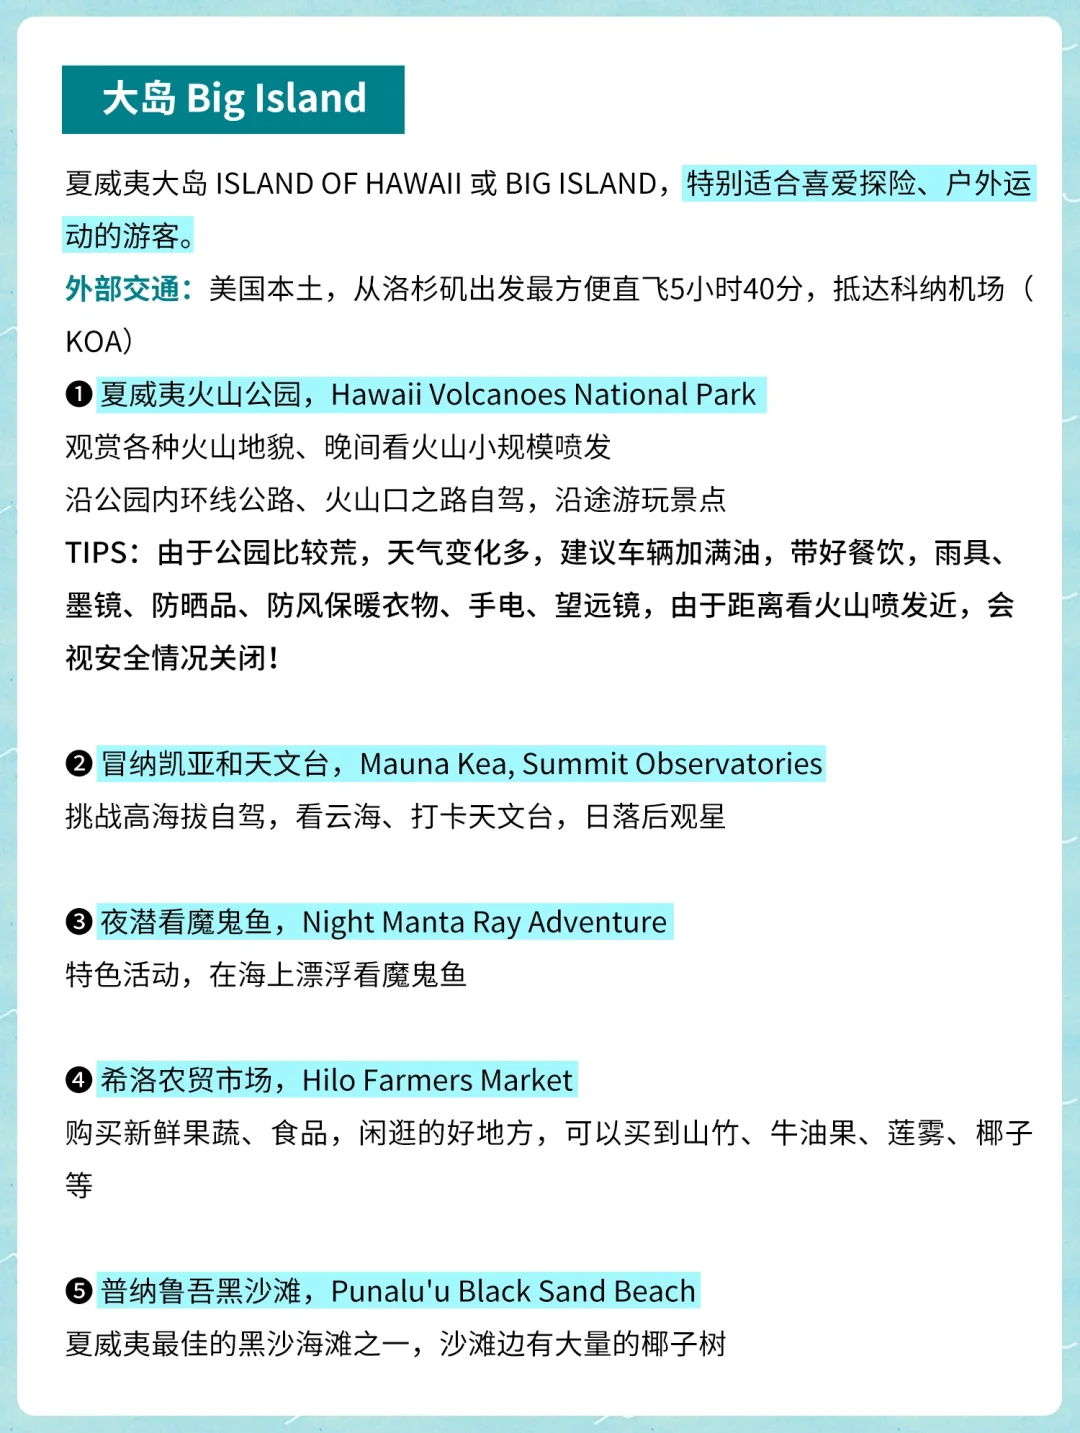 大岛 Big Island
夏威夷大岛 ISLAND OF HAWAII 或 BIG ISLAND，特别适合喜爱探险、户外运
动的游客。
外部交通：美国本土，从洛杉矶出发最方便直飞5小时40分，抵达科纳机场（
KOA）
❶ 夏威夷火山公园，Hawaii Volcanoes National Park
观赏各种火山地貌、晚间看火山小规模喷发
沿公园内环线公路、火山口之路自驾，沿途游玩景点
TIPS：由于公园比较荒，天气变化多，建议车辆加满油，带好餐饮，雨具、
墨镜、防晒品、防风保暖衣物、手电、望远镜，由于距离看火山喷发近，会
视安全情况关闭！
❷ 冒纳凯亚和天文台，Mauna Kea, Summit Observatories
挑战高海拔自驾，看云海、打卡天文台，日落后观星
❸ 夜潜看魔鬼鱼，Night Manta Ray Adventure
特色活动，在海上漂浮看魔鬼鱼
❹ 希洛农贸市场，Hilo Farmers Market
购买新鲜果蔬、食品，闲逛的好地方，可以买到山竹、牛油果、莲雾、椰子
等
❺ 普纳鲁吾黑沙滩，Punalu'u Black Sand Beach
夏威夷最佳的黑沙海滩之一，沙滩边有大量的椰子树